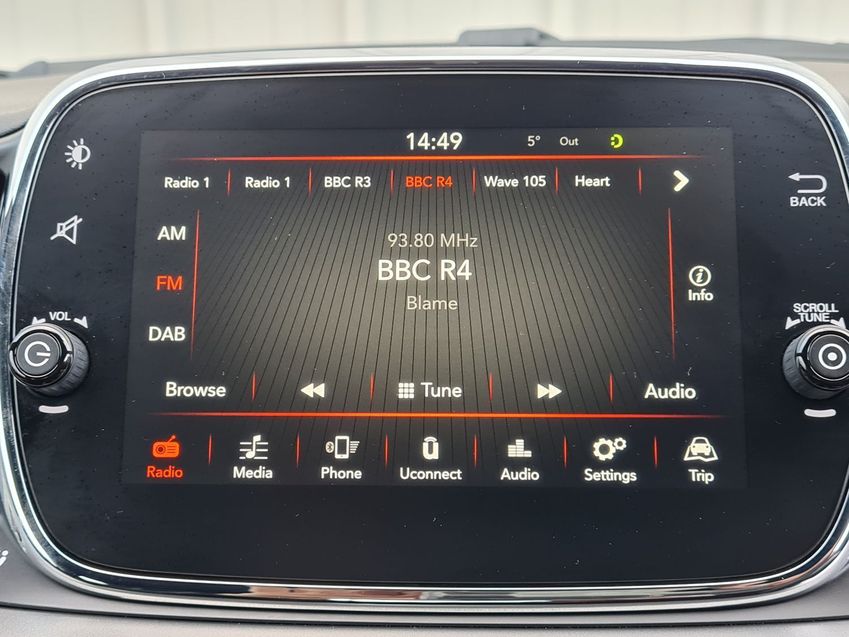 14:49 5° Out
Radio 1 Radio 1 BBC R3 BBC R4 Wave 105 Heart
BACK
AM
93.80 MHz
BBC R4
FM
Info
Blame
VOL
SCROLL
TUNE
DAB
Browse Tune Audio
Radio Media Phone Uconnect Audio Settings Trip